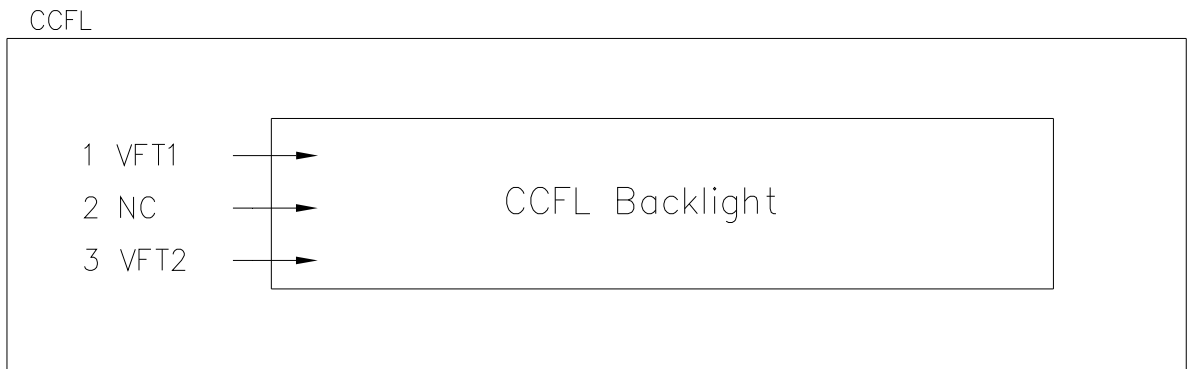 CCFL
1 VFT1
2 NC
CCFL Backlight
3 VFT2